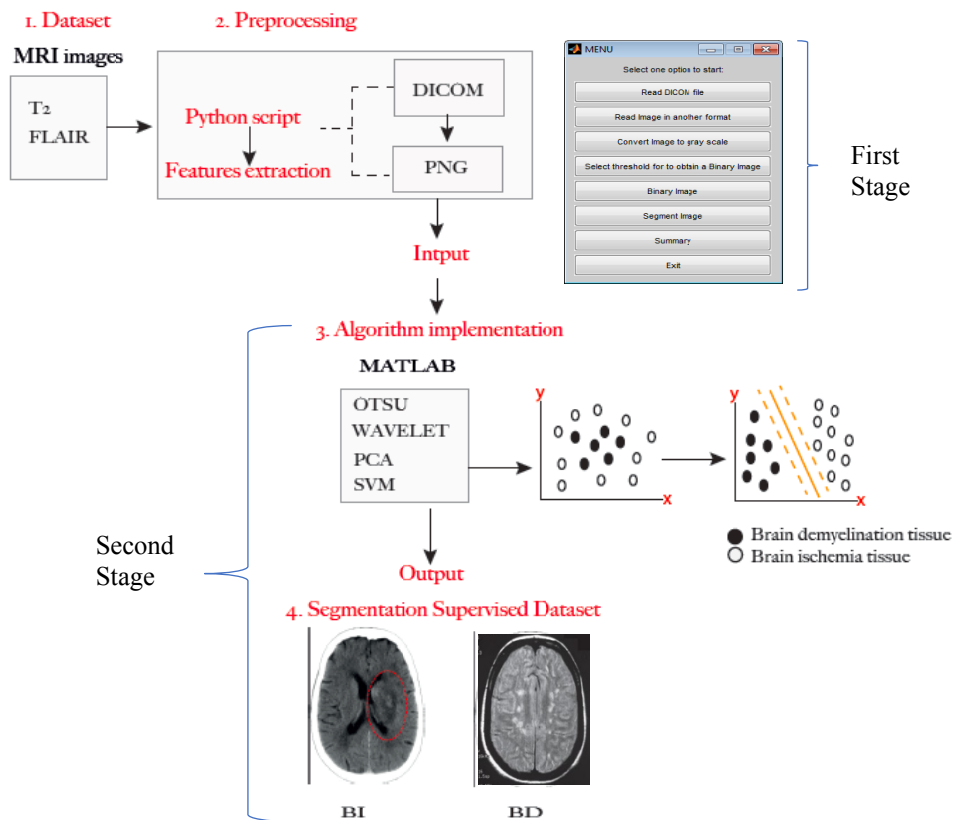 1. Dataset
2. Preprocessing
MRI images
T2
FLAIR
Python script
Features extraction
DICOM
PNG
MENU
Select one optios to start:
Read DICOM file
Read Image in another format
Convert Image to gray scale
Select threshold for to obtain a Binary Image
Binary Image
Segment Image
Summary
Exit
First
Stage
Intput
3. Algorithm implementation
MATLAB
OTSU
WAVELET
PCA
SVM
y
x
y
x
Brain demyelination tissue
Brain ischemia tissue
Second
Stage
Output
4. Segmentation Supervised Dataset
BI
BD